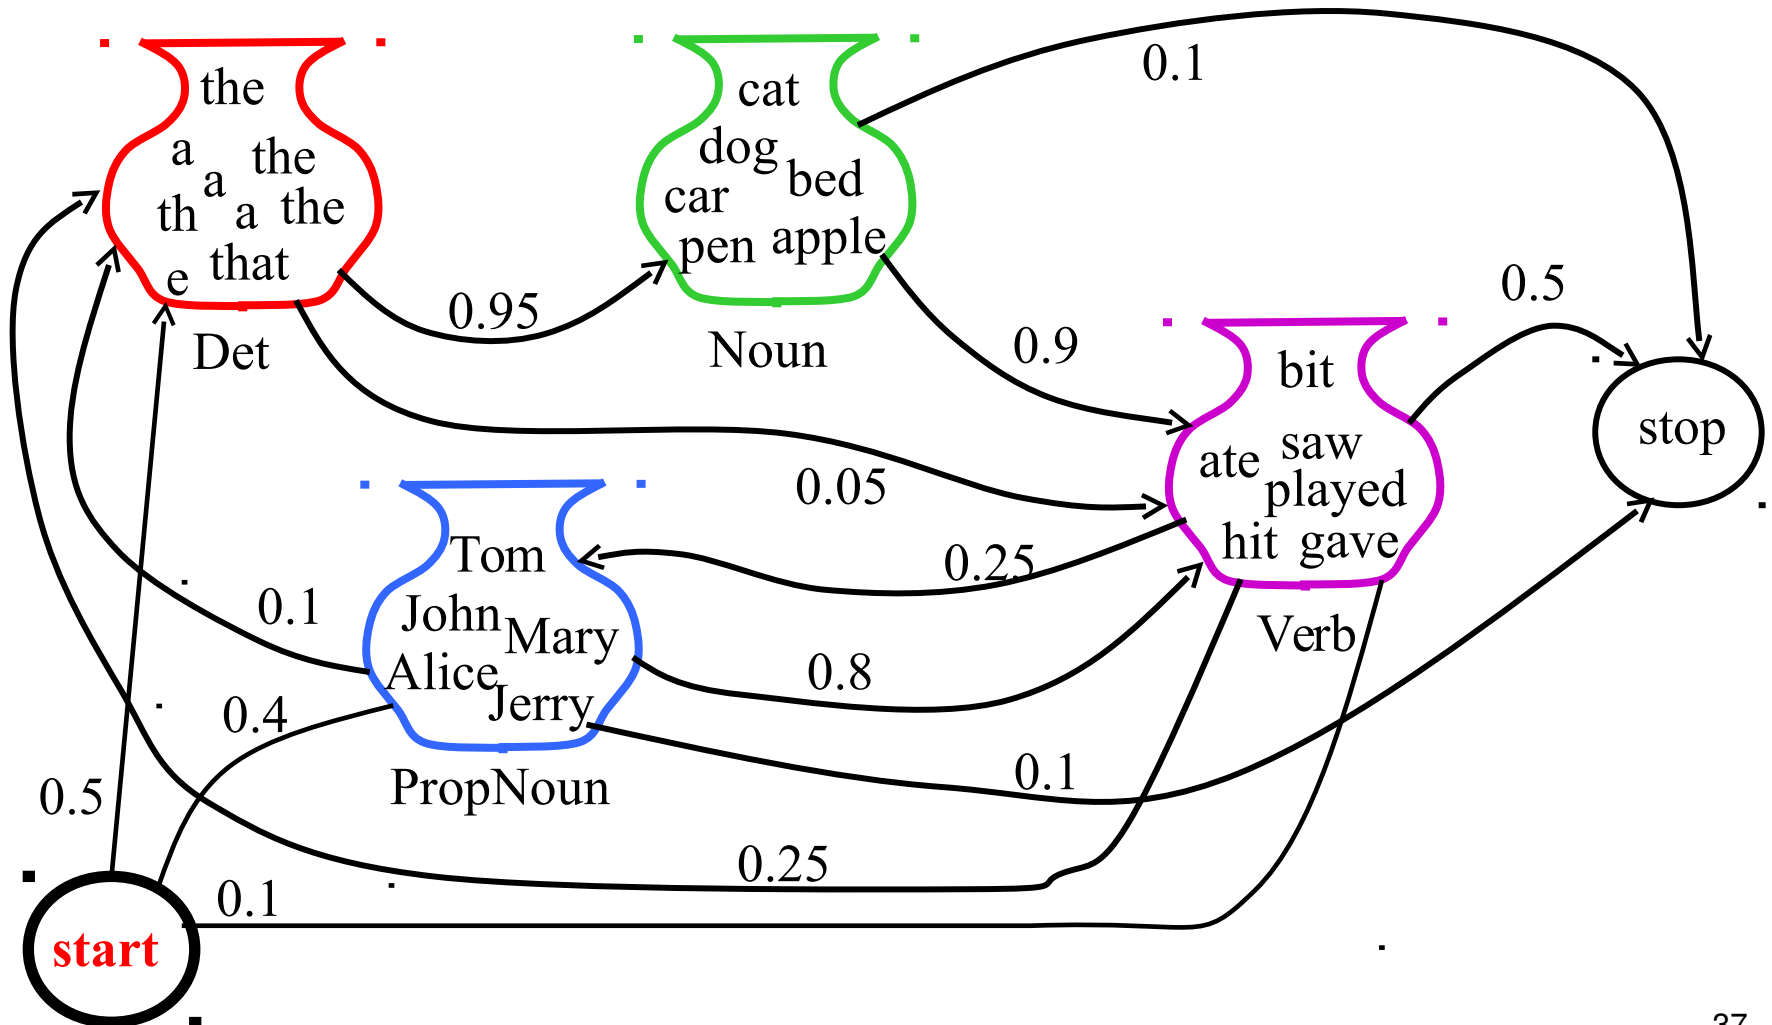 the
a
the
a
th
a
the
that
e
Det
0.95
cat
dog
bed
car
apple
pen
Noun
0.1
0.9
0.5
bit
saw
ate
played
hit gave
Verb
stop
0.05
0.25
Tom
John
Mary
Alice
Jerry
PropNoun
0.1
0.8
0.4
0.1
0.5
0.25
0.1
start
37